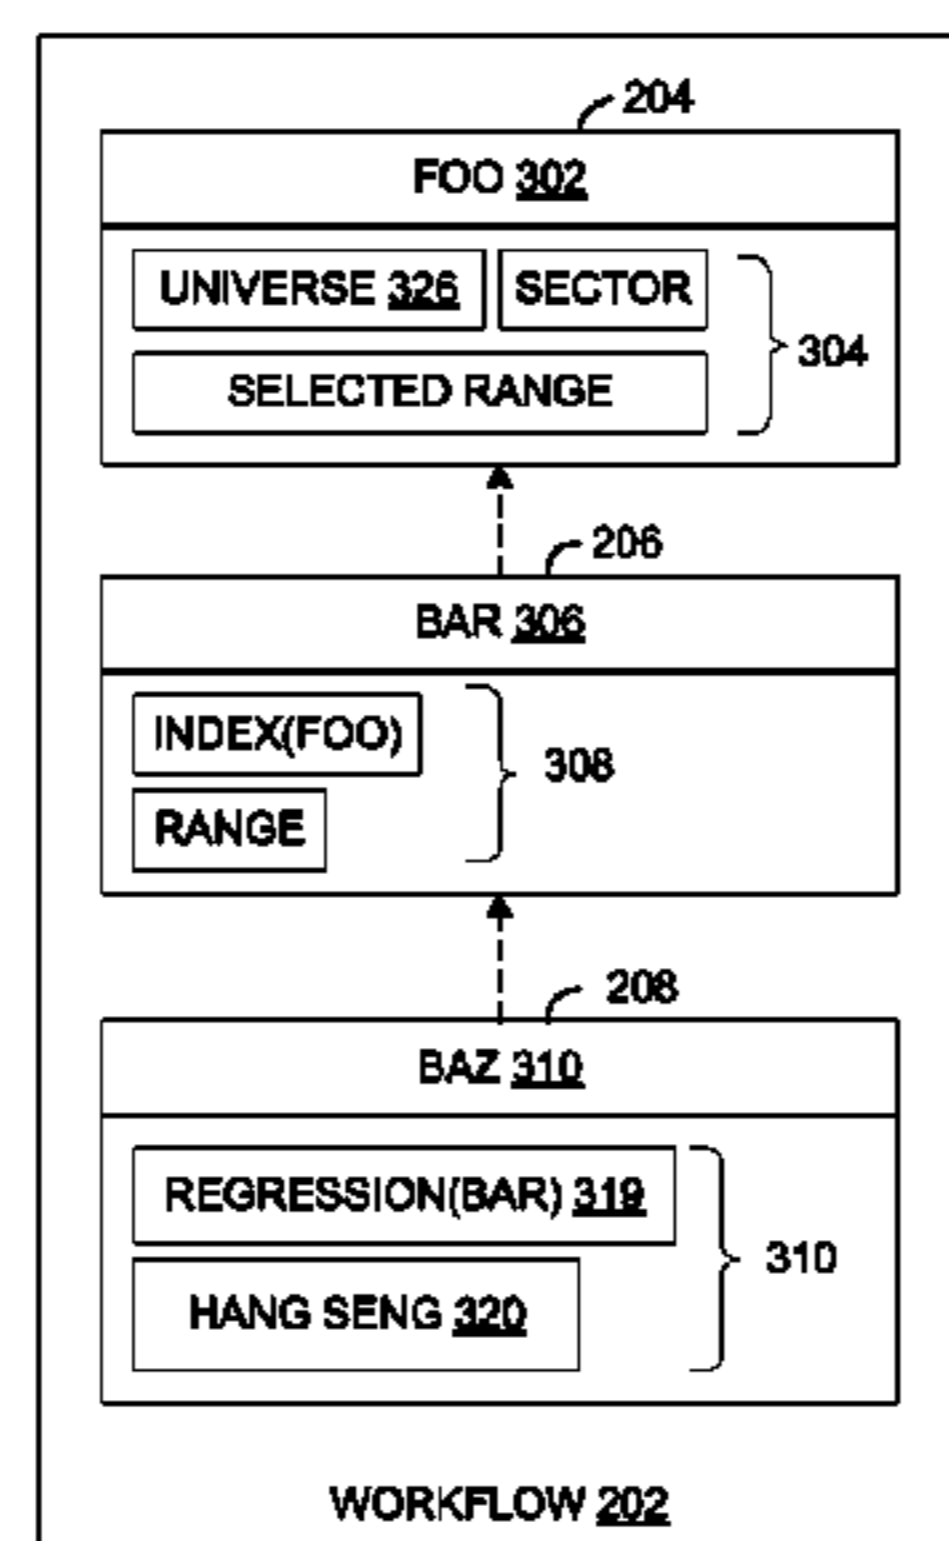 204
FOO 302
UNIVERSE 326 SECTOR
SELECTED RANGE
304
206
BAR 306
INDEX(FOO)
308
RANGE
208
BAZ 310
REGRESSION(BAR) 319
310
HANG SENG 320
WORKFLOW 202